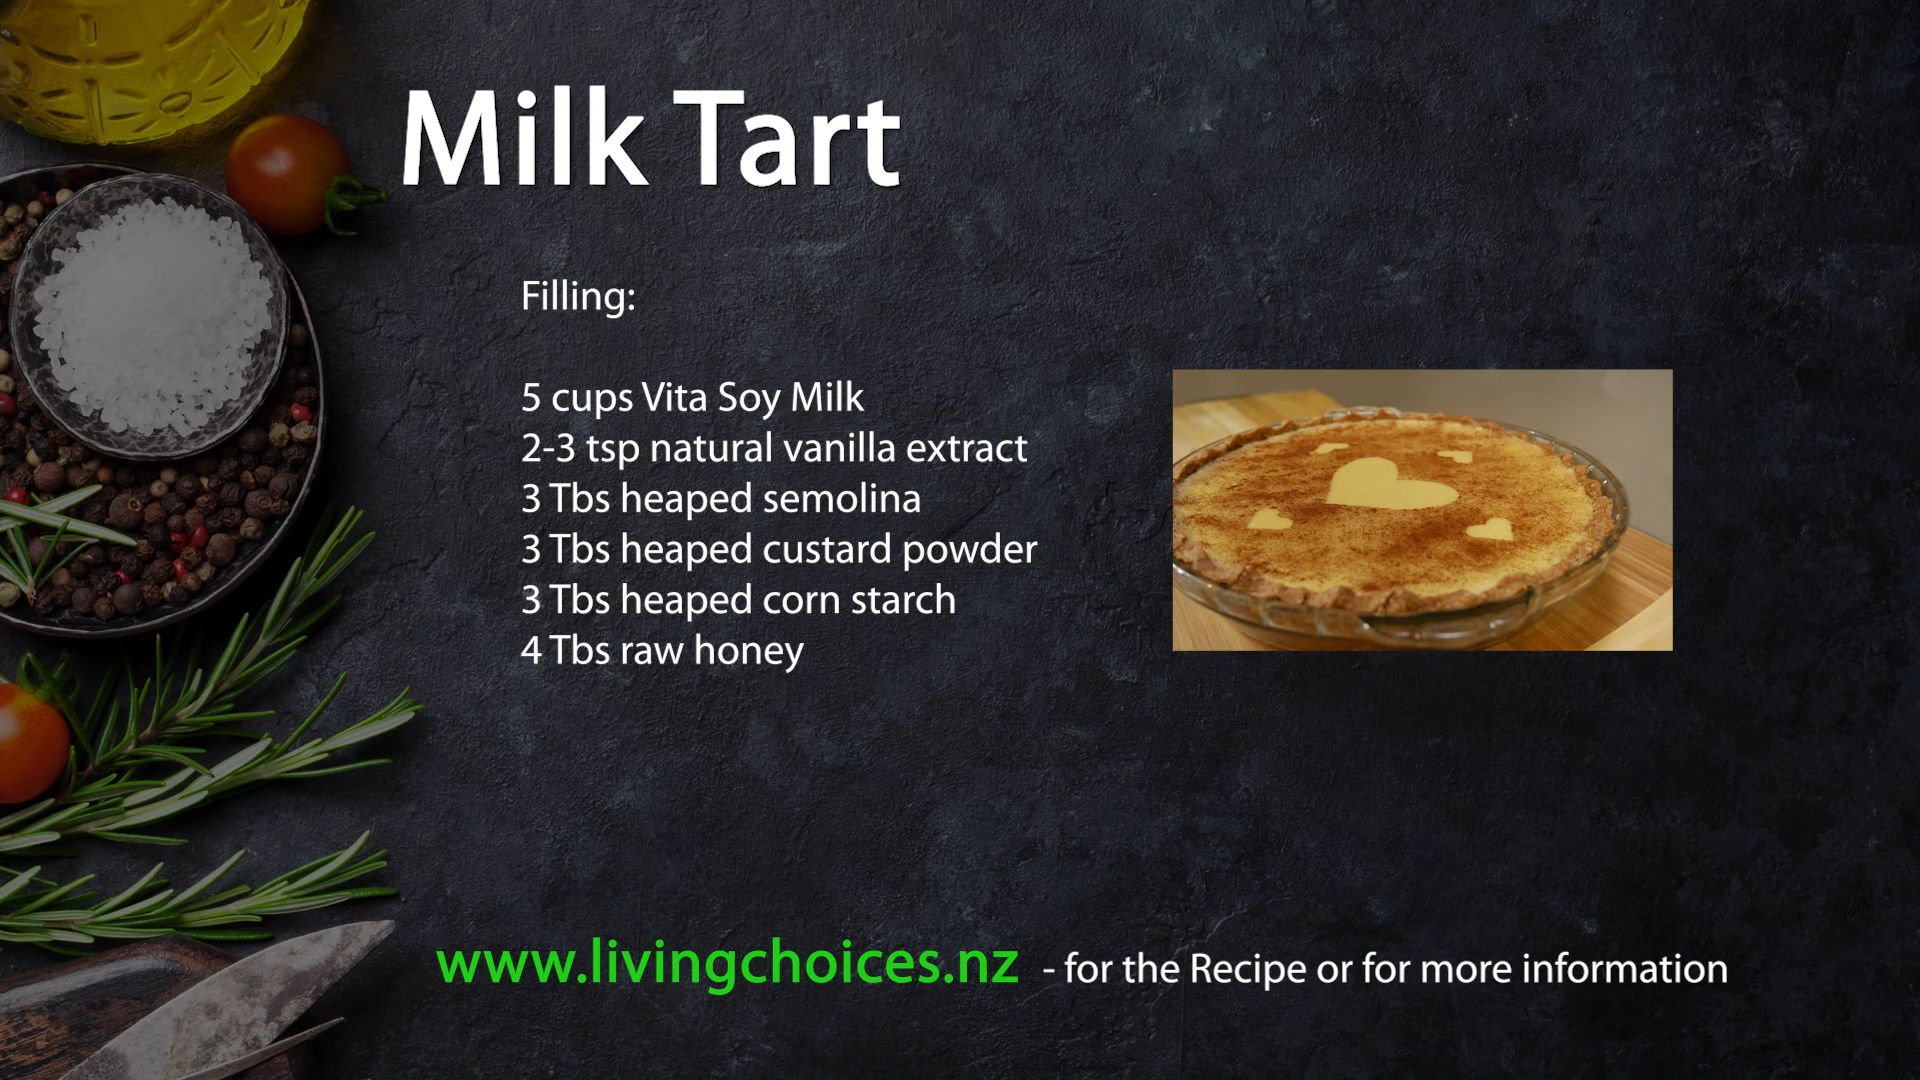 Milk Tart
Filling:
5 cups Vita Soy Milk
2-3 tsp natural vanilla extract
3 Tbs heaped semolina
3 Tbs heaped custard powder
3 Tbs heaped corn starch
4 Tbs raw honey
www.livingchoices.nz - for the Recipe or for more information